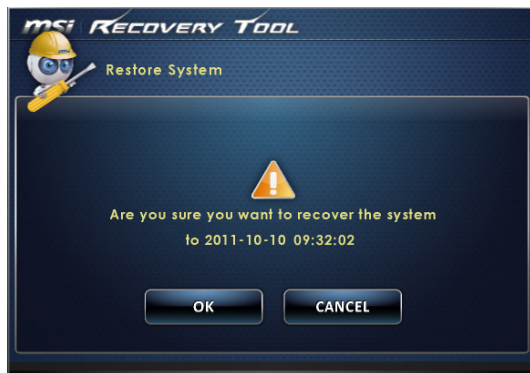 msi Recovery Tool
Restore System
Are you sure you want to recover the system
to 2011-10-10 09:32:02
OK
CANCEL